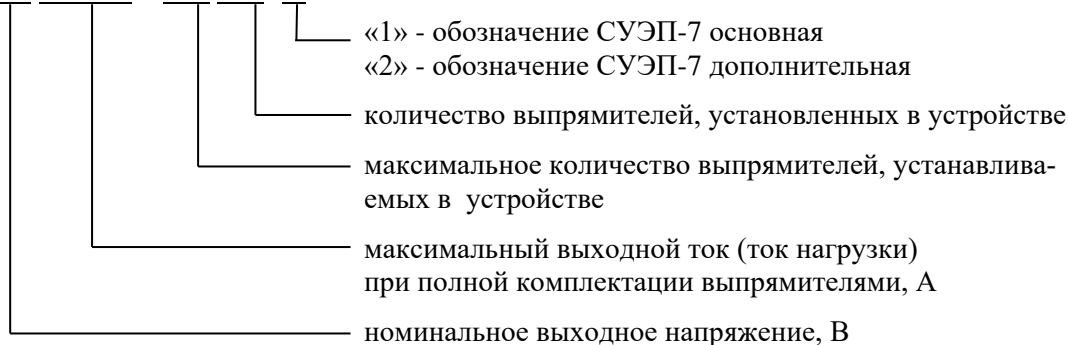 «1» - обозначение СУЭП-7 основная
«2» - обозначение СУЭП-7 дополнительная
количество выпрямителей, установленных в устройстве
максимальное количество выпрямителей, устанавлива-
емых в устройстве
максимальный выходной ток (ток нагрузки)
при полной комплектации выпрямителями, А
номинальное выходное напряжение, В